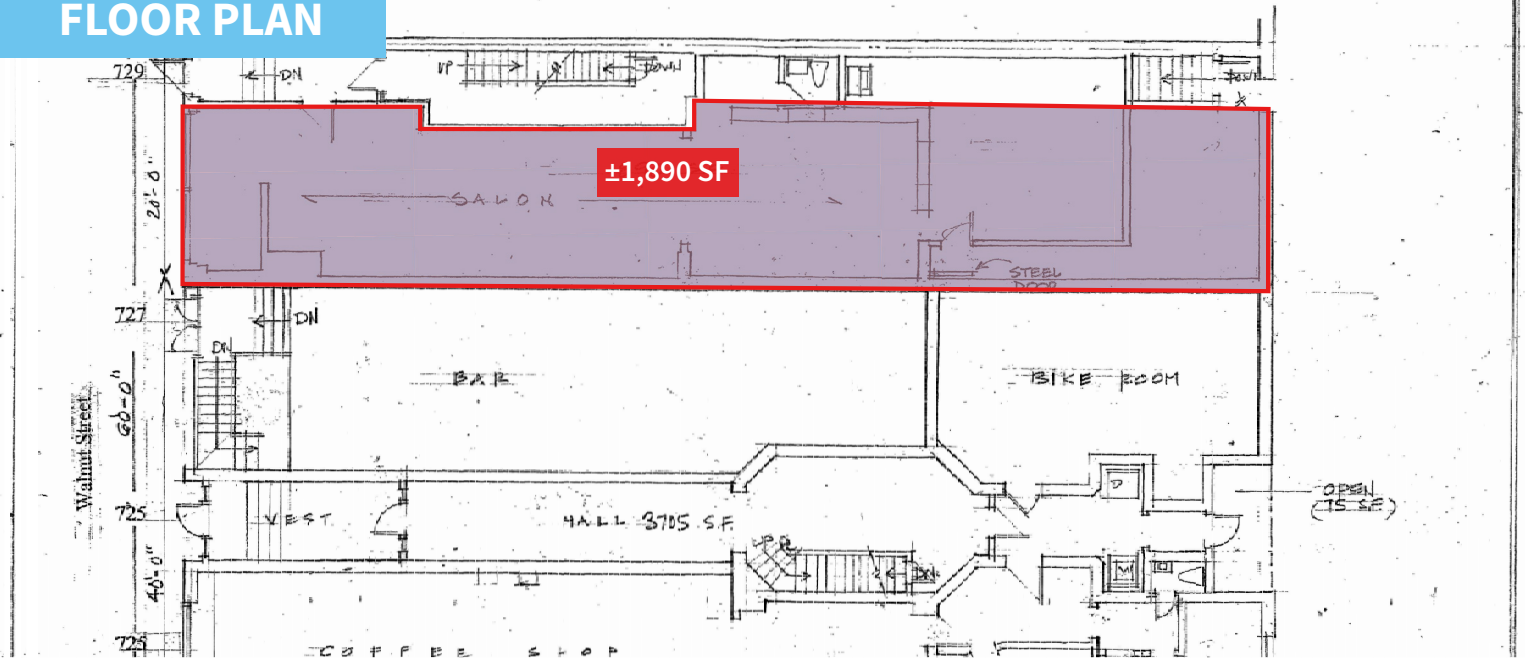 FLOOR PLAN
729
DN
UP
DOWN
DOWN
20'-0"
±1,890 SF
SALON
STEEL
DOOR
727
DN
DN
BAR
BIKE ROOM
60'-0"
Walnut Street
725
VEST
HALL 3705 S.F.
OPEN
(75 S.F.)
UP
DN
D
M
40'-0"
725
COFFEE SHOP